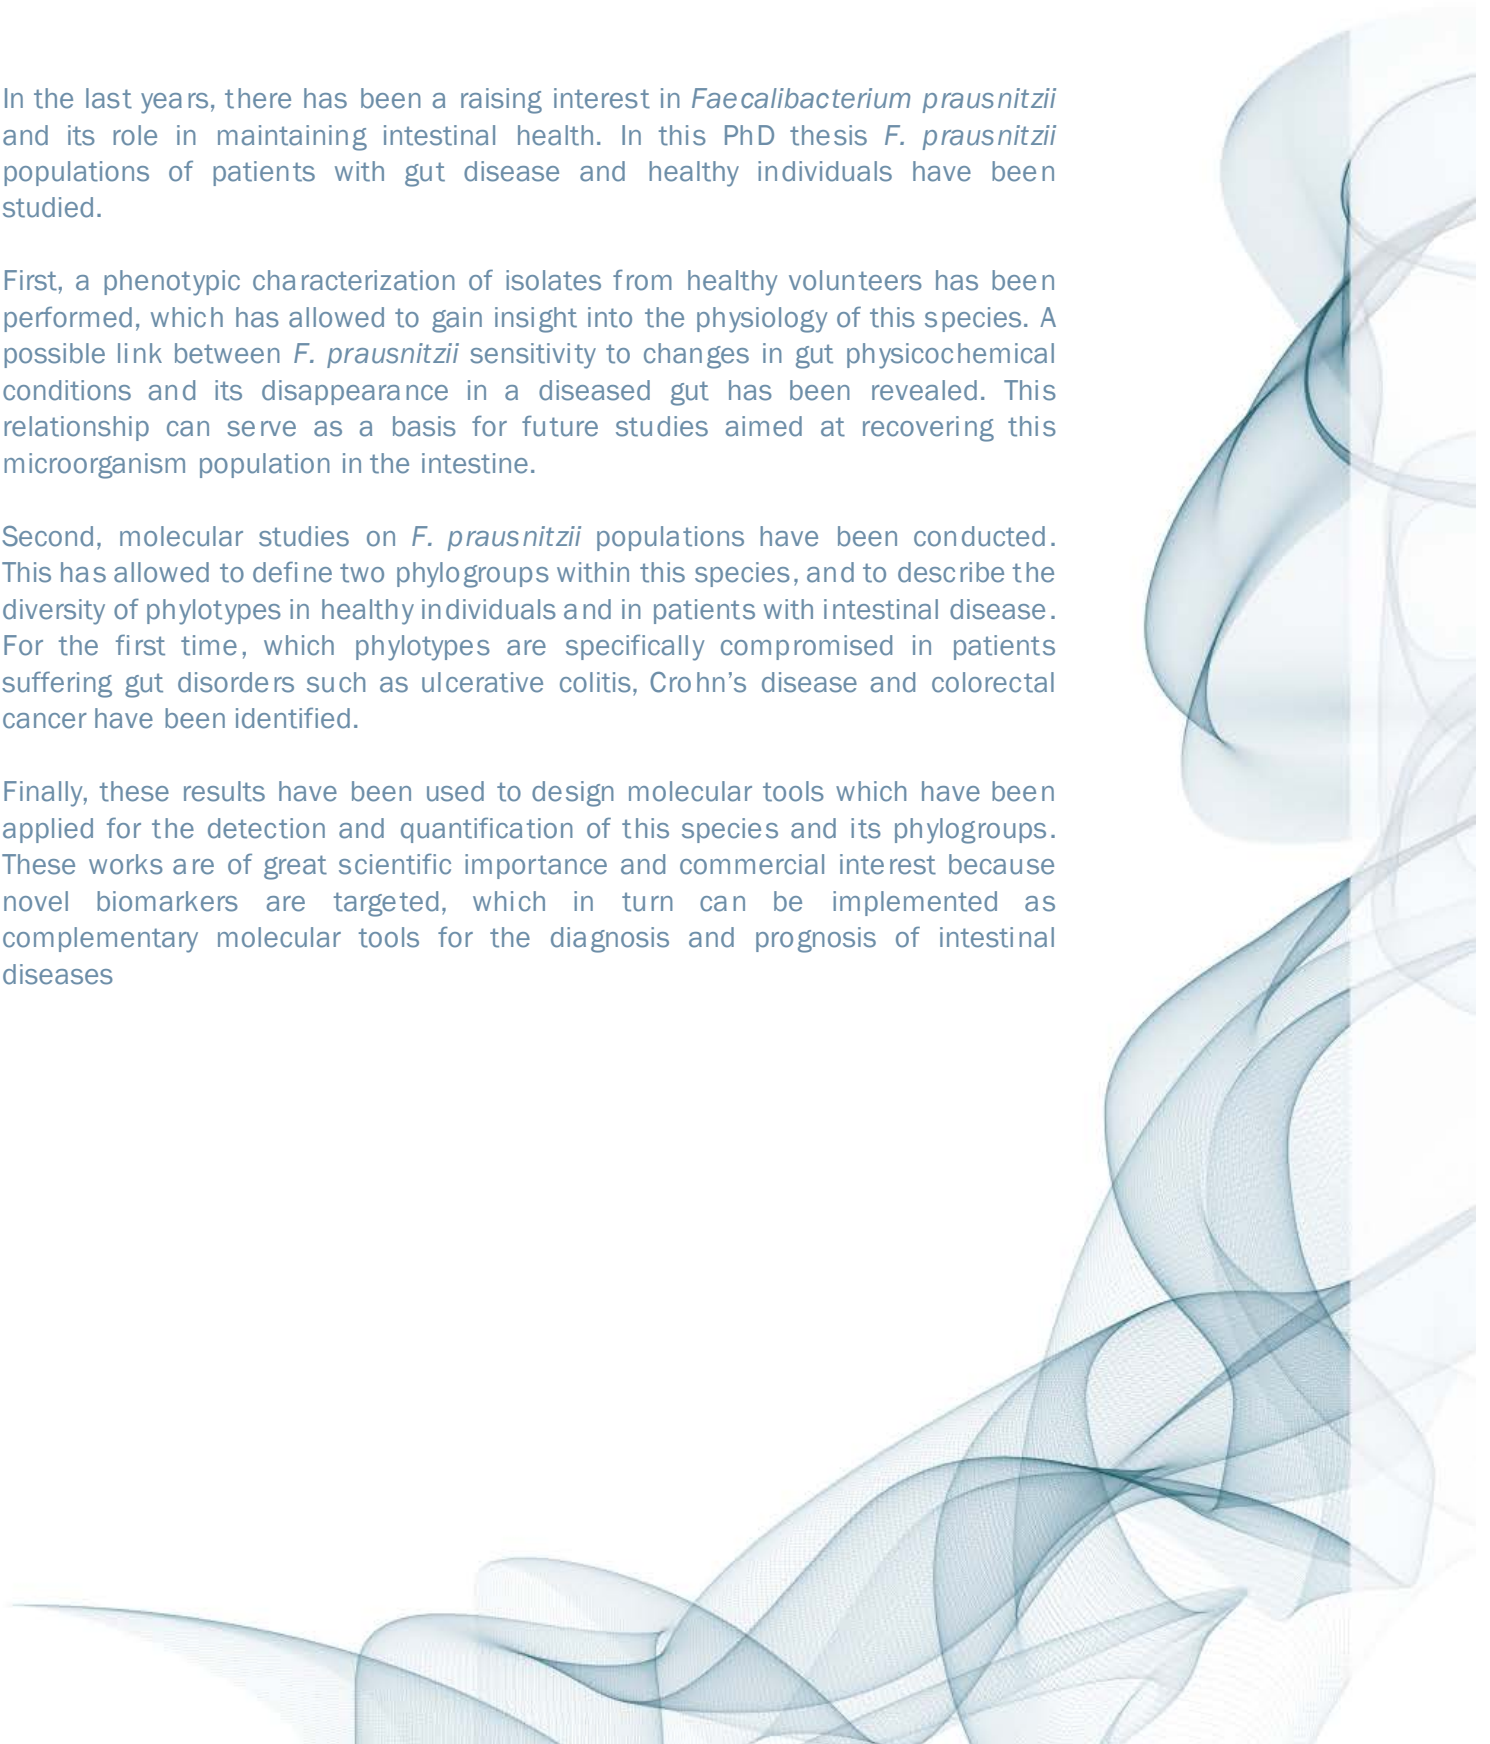 In the last years, there has been a raising interest in Faecalibacterium prausnitzii
and its role in maintaining intestinal health. In this PhD thesis F. prausnitzii
populations of patients with gut disease and healthy individuals have been
studied.
First, a phenotypic characterization of isolates from healthy volunteers has been
performed, which has allowed to gain insight into the physiology of this species. A
possible link between F. prausnitzii sensitivity to changes in gut physicochemical
conditions and its disappearance in a diseased gut has been revealed. This
relationship can serve as a basis for future studies aimed at recovering this
microorganism population in the intestine.
Second, molecular studies on F. prausnitzii populations have been conducted.
This has allowed to define two phylogroups within this species, and to describe the
diversity of phylotypes in healthy individuals and in patients with intestinal disease.
For the first time, which phylotypes are specifically compromised in patients
suffering gut disorders such as ulcerative colitis, Crohn’s disease and colorectal
cancer have been identified.
Finally, these results have been used to design molecular tools which have been
applied for the detection and quantification of this species and its phylogroups.
These works are of great scientific importance and commercial interest because
novel biomarkers are targeted, which in turn can be implemented as
complementary molecular tools for the diagnosis and prognosis of intestinal
diseases